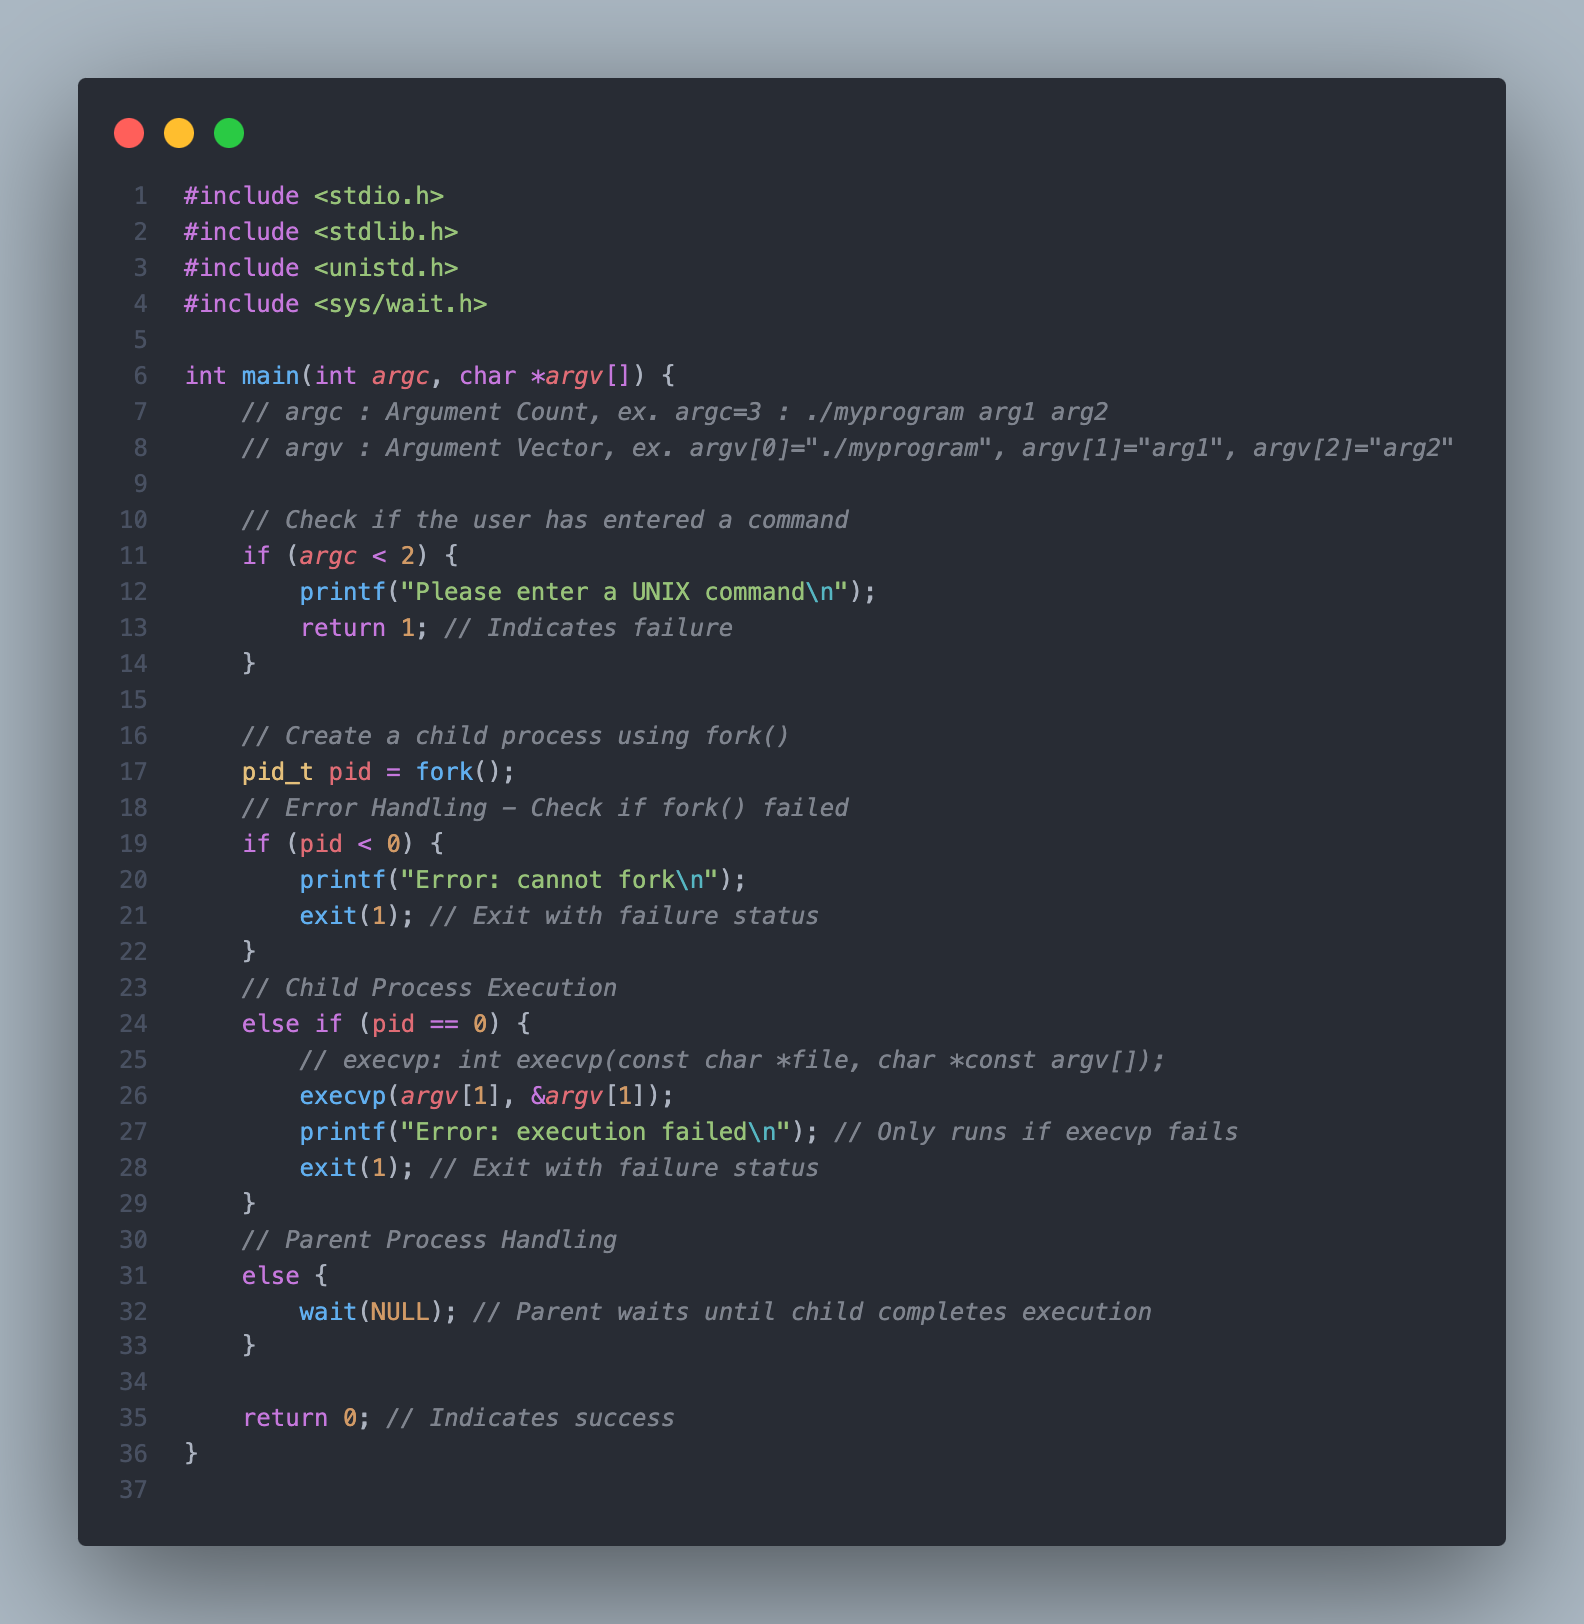 1 #include <stdio.h>
2 #include <stdlib.h>
3 #include <unistd.h>
4 #include <sys/wait.h>
5
6 int main(int argc, char *argv[]) {
7     // argc : Argument Count, ex. argc=3 : ./myprogram arg1 arg2
8     // argv : Argument Vector, ex. argv[0]="./myprogram", argv[1]="arg1", argv[2]="arg2"
9
10     // Check if the user has entered a command
11     if (argc < 2) {
12         printf("Please enter a UNIX command\n");
13         return 1; // Indicates failure
14     }
15
16     // Create a child process using fork()
17     pid_t pid = fork();
18     // Error Handling – Check if fork() failed
19     if (pid < 0) {
20         printf("Error: cannot fork\n");
21         exit(1); // Exit with failure status
22     }
23     // Child Process Execution
24     else if (pid == 0) {
25         // execvp: int execvp(const char *file, char *const argv[]);
26         execvp(argv[1], &argv[1]);
27         printf("Error: execution failed\n"); // Only runs if execvp fails
28         exit(1); // Exit with failure status
29     }
30     // Parent Process Handling
31     else {
32         wait(NULL); // Parent waits until child completes execution
33     }
34
35     return 0; // Indicates success
36 }
37